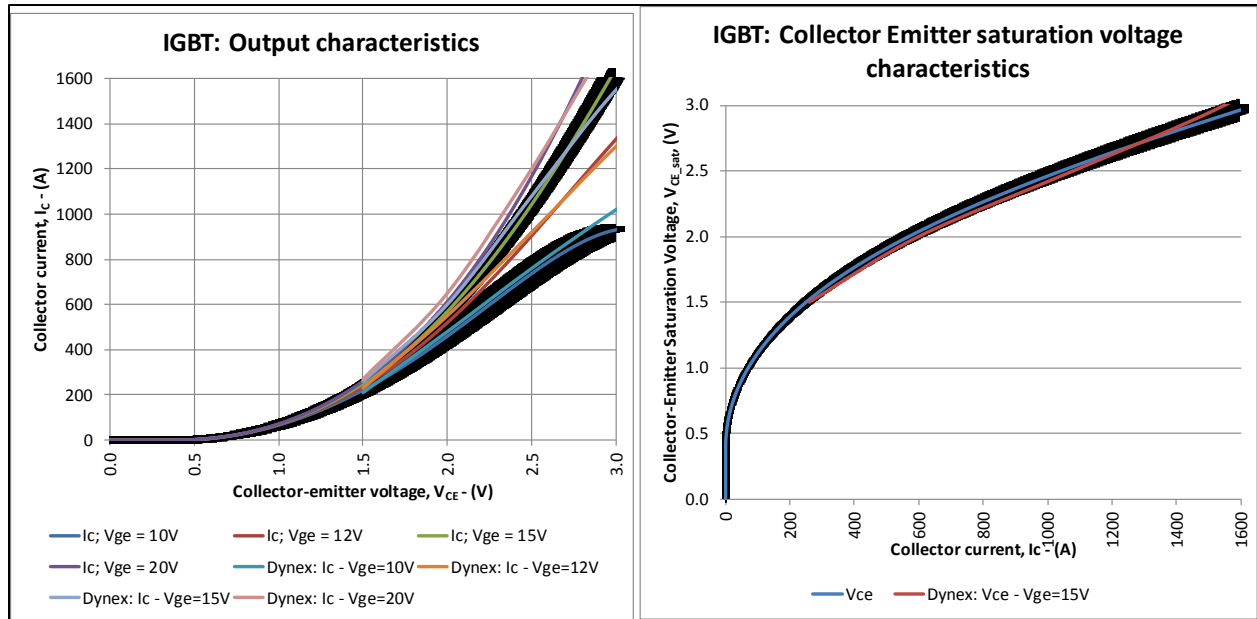 IGBT: Output characteristics
1600
1400
1200
1000
800
600
400
200
0
Collector current, IC - (A)
0.0
0.5
1.0
1.5
2.0
2.5
3.0
Collector-emitter voltage, VCE - (V)
Ic; Vge = 10V
Ic; Vge = 12V
Ic; Vge = 15V
Ic; Vge = 20V
Dynex: Ic - Vge=10V
Dynex: Ic - Vge=12V
Dynex: Ic - Vge=15V
Dynex: Ic - Vge=20V
IGBT: Collector Emitter saturation voltage
characteristics
3.0
2.5
2.0
1.5
1.0
0.5
0.0
Collector-Emitter Saturation Voltage, VCE_sat, (V)
0
200
400
600
800
1000
1200
1400
1600
Collector current, Ic - (A)
Vce
Dynex: Vce - Vge=15V